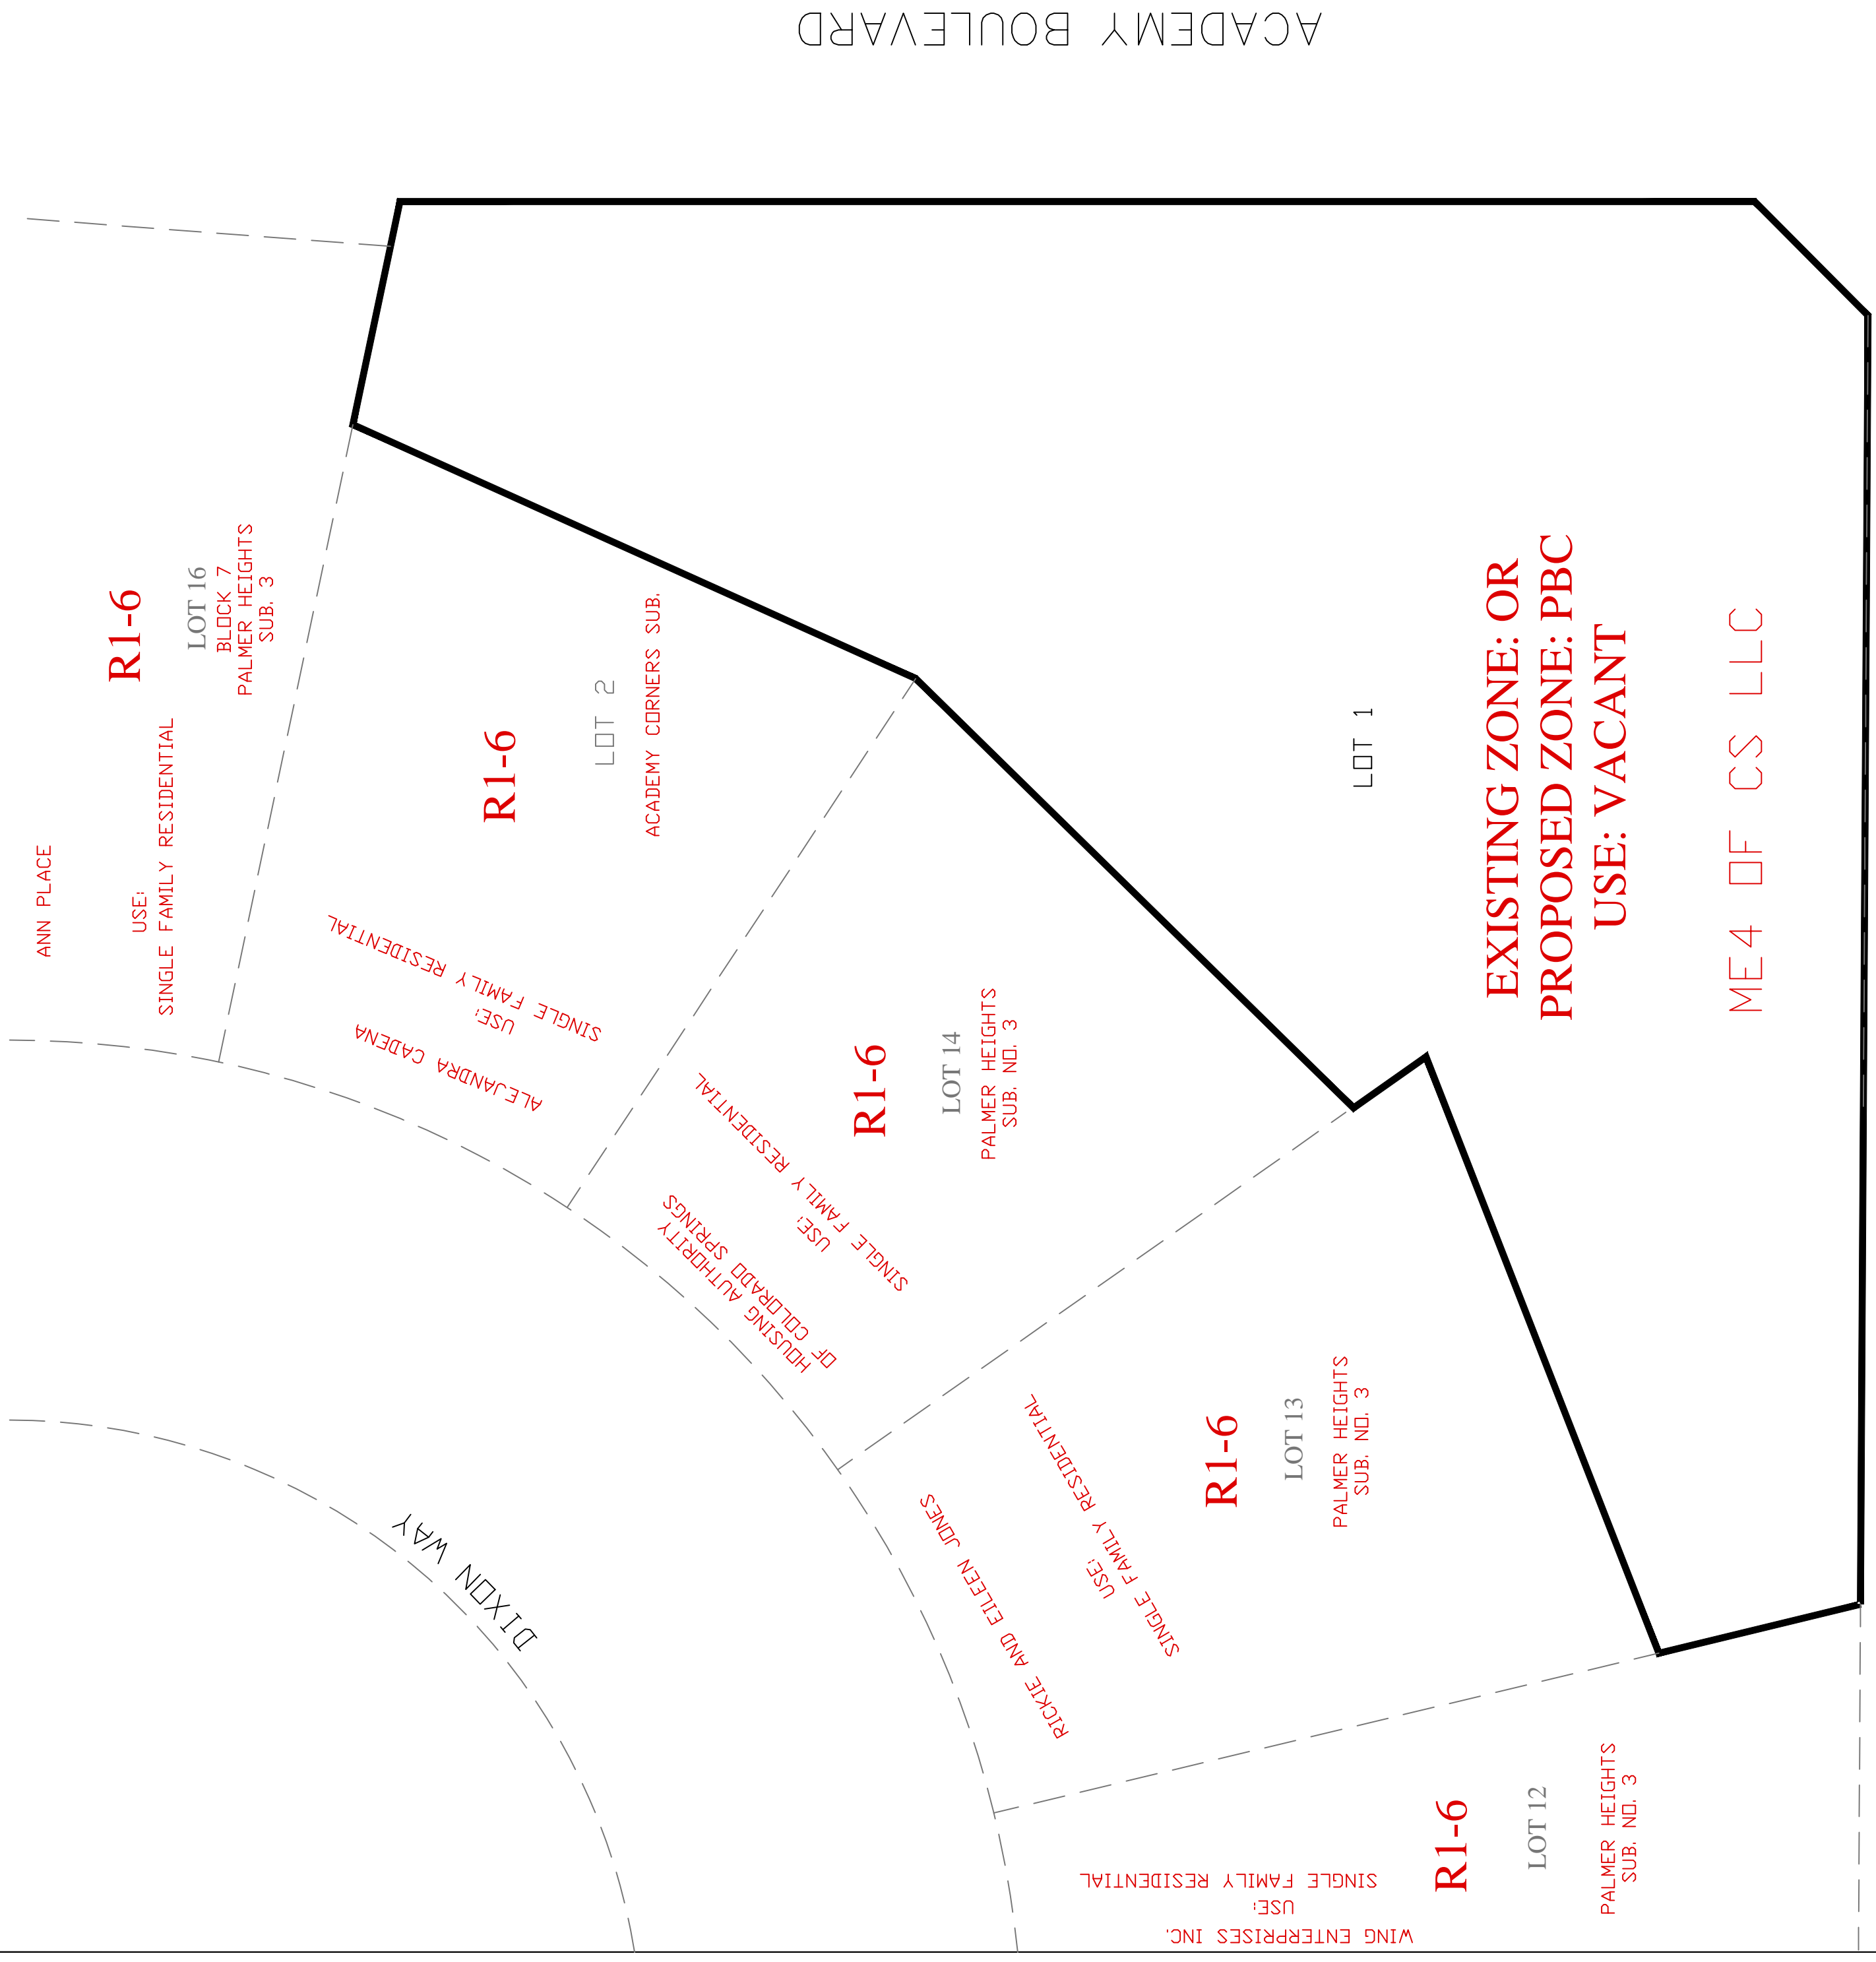 ACADEMY BOULEVARD
ANN PLACE
USE:
SINGLE FAMILY RESIDENTIAL
R1-6
LOT 16
BLOCK 7
PALMER HEIGHTS
SUB. 3
R1-6
LOT 2
ACADEMY CORNERS SUB.
SINGLE FAMILY RESIDENTIAL
USE:
ALEJANDRA CADENA
R1-6
LOT 14
PALMER HEIGHTS
SUB. NO. 3
SINGLE FAMILY RESIDENTIAL
USE:
HOUSING AUTHORITY
OF COLORADO SPRINGS
LOT 1
EXISTING ZONE: OR
PROPOSED ZONE: PBC
USE: VACANT
ME4 OF CS LLC
R1-6
LOT 13
PALMER HEIGHTS
SUB. NO. 3
SINGLE FAMILY RESIDENTIAL
USE:
RICKIE AND EILEEN JONES
DIXON WAY
R1-6
LOT 12
PALMER HEIGHTS
SUB. NO. 3
SINGLE FAMILY RESIDENTIAL
USE:
WING ENTERPRISES INC.